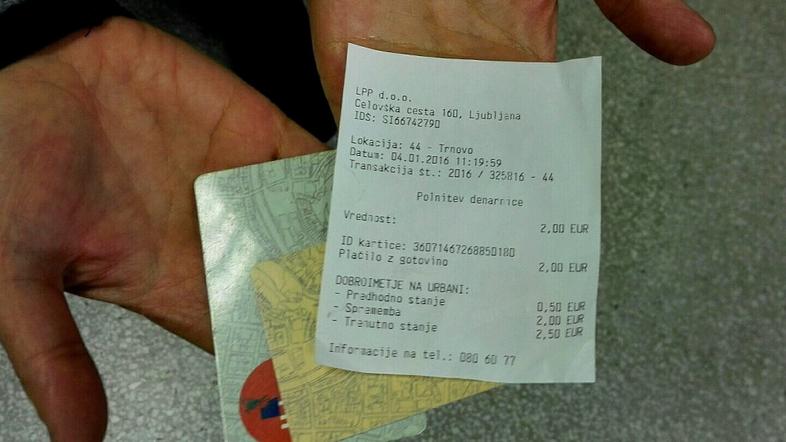 LPP d.o.o.
Celovška cesta 160, Ljubljana
IDŠ: SI66742790
Lokacija: 44 - Trnovo
Datum: 04.01.2016 11:19:59
Transakcija št.: 2016 / 325816 - 44
Polnitev denarnice
Vrednost: 2,00 EUR
ID kartice: 36071467268850180
Plačilo z gotovino 2,00 EUR
DOBROIMETJE NA URBANI:
- Predhodno stanje 0,50 EUR
- Sprememba 2,00 EUR
- Trenutno stanje 2,50 EUR
Informacije na tel.: 080 60 77